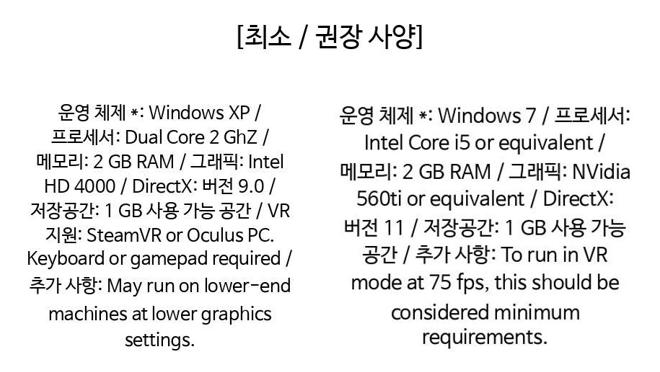 [최소 / 권장 사양]
운영 체제 *: Windows XP /
프로세서: Dual Core 2 GhZ /
메모리: 2 GB RAM / 그래픽: Intel
HD 4000 / DirectX: 버전 9.0 /
저장공간: 1 GB 사용 가능 공간 / VR
지원: SteamVR or Oculus PC.
Keyboard or gamepad required /
추가 사항: May run on lower-end
machines at lower graphics
settings.
운영 체제 *: Windows 7 / 프로세서:
Intel Core i5 or equivalent /
메모리: 2 GB RAM / 그래픽: NVidia
560ti or equivalent / DirectX:
버전 11 / 저장공간: 1 GB 사용 가능
공간 / 추가 사항: To run in VR
mode at 75 fps, this should be
considered minimum
requirements.